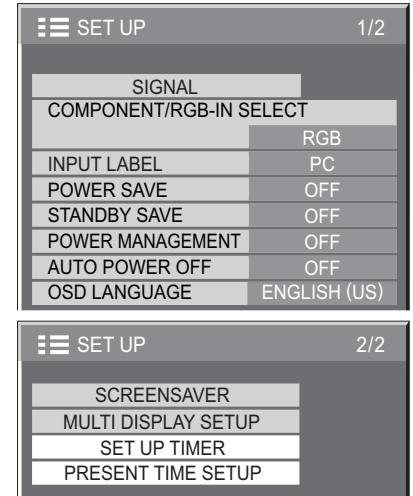 SET UP 1/2
SIGNAL
COMPONENT/RGB-IN SELECT
RGB
INPUT LABEL PC
POWER SAVE OFF
STANDBY SAVE OFF
POWER MANAGEMENT OFF
AUTO POWER OFF OFF
OSD LANGUAGE ENGLISH (US)
SET UP 2/2
SCREENSAVER
MULTI DISPLAY SETUP
SET UP TIMER
PRESENT TIME SETUP